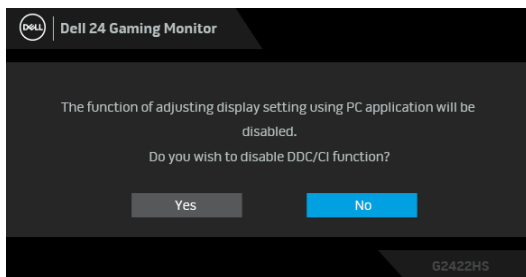 DELL
Dell 24 Gaming Monitor
The function of adjusting display setting using PC application will be
disabled.
Do you wish to disable DDC/CI function?
Yes
No
G2422HS